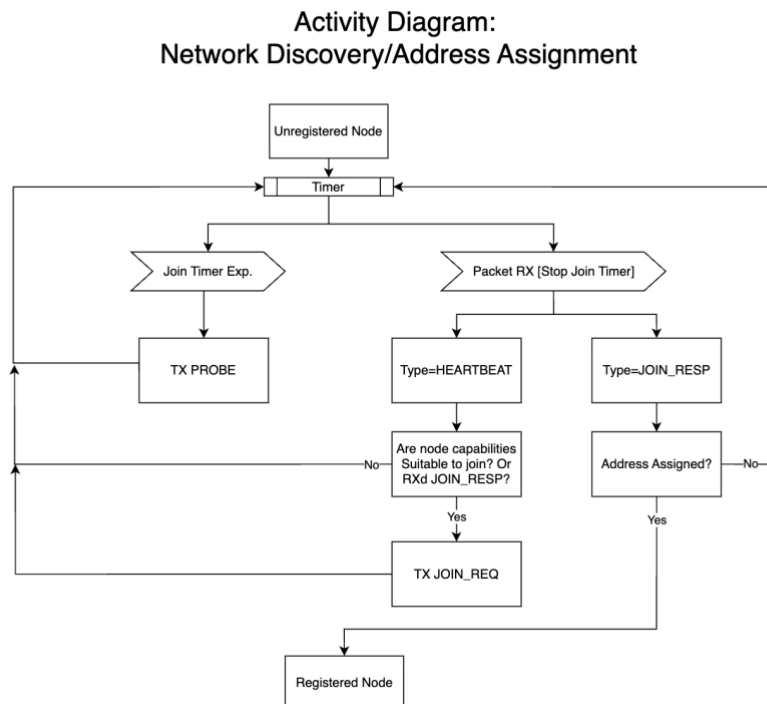 Activity Diagram:
Network Discovery/Address Assignment
Unregistered Node
Timer
Join Timer Exp.
Packet RX [Stop Join Timer]
TX PROBE
Type=HEARTBEAT
Type=JOIN_RESP
Are node capabilities
Suitable to join? Or
RXd JOIN_RESP?
No
Address Assigned?
No
Yes
Yes
TX JOIN_REQ
Registered Node